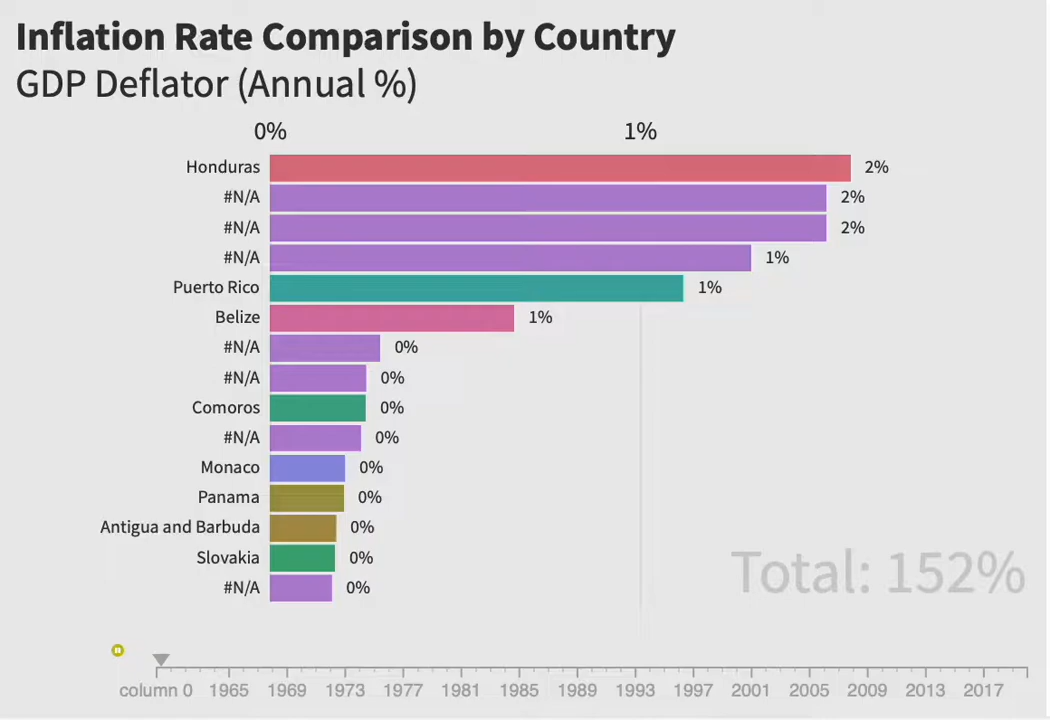 Inflation Rate Comparison by Country
GDP Deflator (Annual %)
0% 1%
Honduras 2%
#N/A 2%
#N/A 2%
#N/A 1%
Puerto Rico 1%
Belize 1%
#N/A 0%
#N/A 0%
Comoros 0%
#N/A 0%
Monaco 0%
Panama 0%
Antigua and Barbuda 0%
Slovakia 0%
#N/A 0%
Total: 152%
column 0 1965 1969 1973 1977 1981 1985 1989 1993 1997 2001 2005 2009 2013 2017